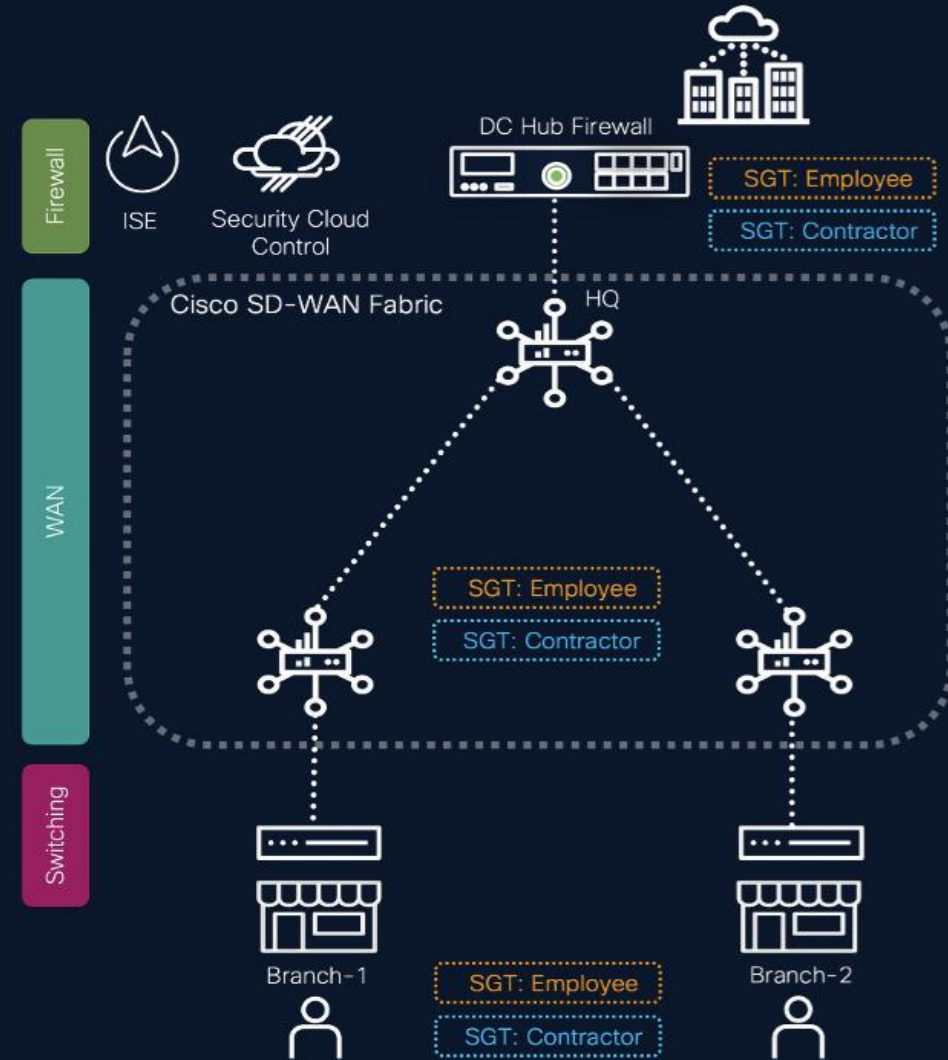 DC Hub Firewall
Firewall
ISE
Security Cloud
Control
SGT: Employee
SGT: Contractor
Cisco SD-WAN Fabric
HQ
WAN
SGT: Employee
SGT: Contractor
Switching
Branch-1
Branch-2
SGT: Employee
SGT: Contractor